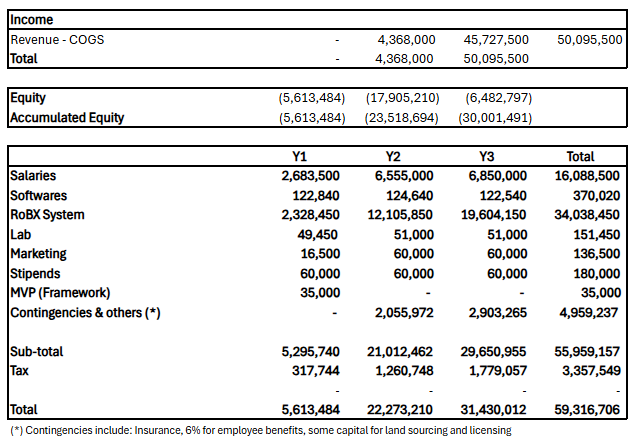 Income
Revenue - COGS - 4,368,000 45,727,500 50,095,500
Total - 4,368,000 50,095,500
Equity (5,613,484) (17,905,210) (6,482,797)
Accumulated Equity (5,613,484) (23,518,694) (30,001,491)
Y1 Y2 Y3 Total
Salaries 2,683,500 6,555,000 6,850,000 16,088,500
Softwares 122,840 124,640 122,540 370,020
RoBX System 2,328,450 12,105,850 19,604,150 34,038,450
Lab 49,450 51,000 51,000 151,450
Marketing 16,500 60,000 60,000 136,500
Stipends 60,000 60,000 60,000 180,000
MVP (Framework) 35,000 - - 35,000
Contingencies & others (*) - 2,055,972 2,903,265 4,959,237
Sub-total 5,295,740 21,012,462 29,650,955 55,959,157
Tax 317,744 1,260,748 1,779,057 3,357,549
- - - -
Total 5,613,484 22,273,210 31,430,012 59,316,706
(*) Contingencies include: Insurance, 6% for employee benefits, some capital for land sourcing and licensing